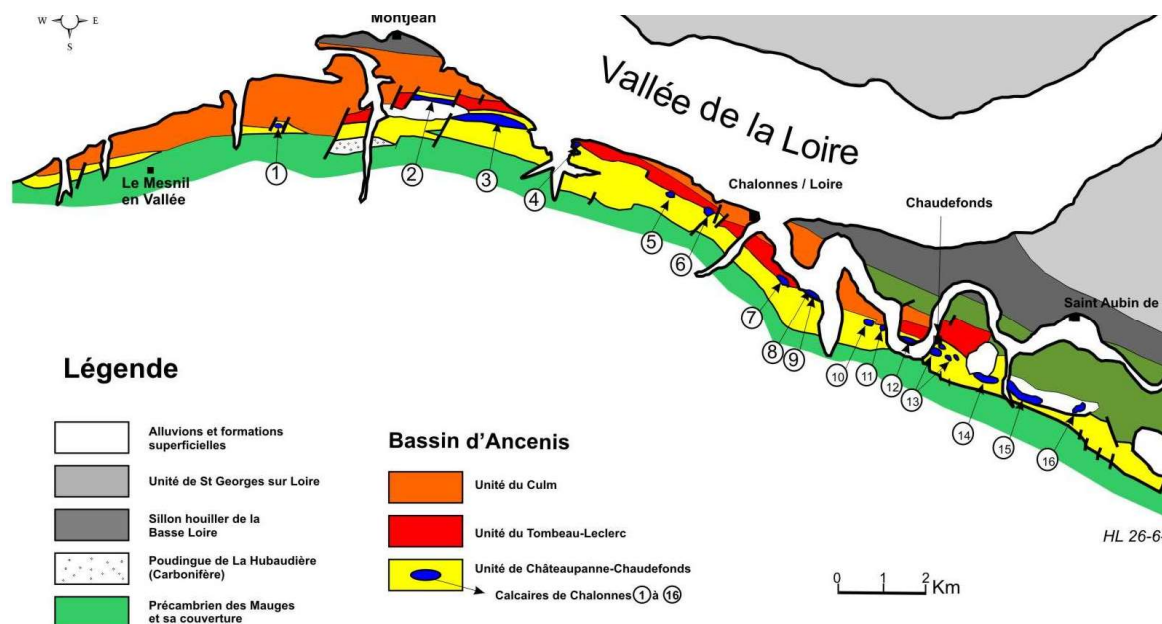 W E
S
Montjean
Vallée de la Loire
Le Mesnil
en Vallée
Chalonnes / Loire
Chaudefonds
Saint Aubin de
1
2
3
4
5
6
7
8
9
10
11
12
13
14
15
16
HL 26-6
Légende
Alluvions et formations
superficielles
Unité de St Georges sur Loire
Sillon houiller de la
Basse Loire
Poudingue de La Hubaudière
(Carbonifère)
Précambrien des Mauges
et sa couverture
Bassin d'Ancenis
Unité du Culm
Unité du Tombeau-Leclerc
Unité de Châteaupanne-Chaudefonds
Calcaires de Chalonnes 1 à 16
0 1 2 Km